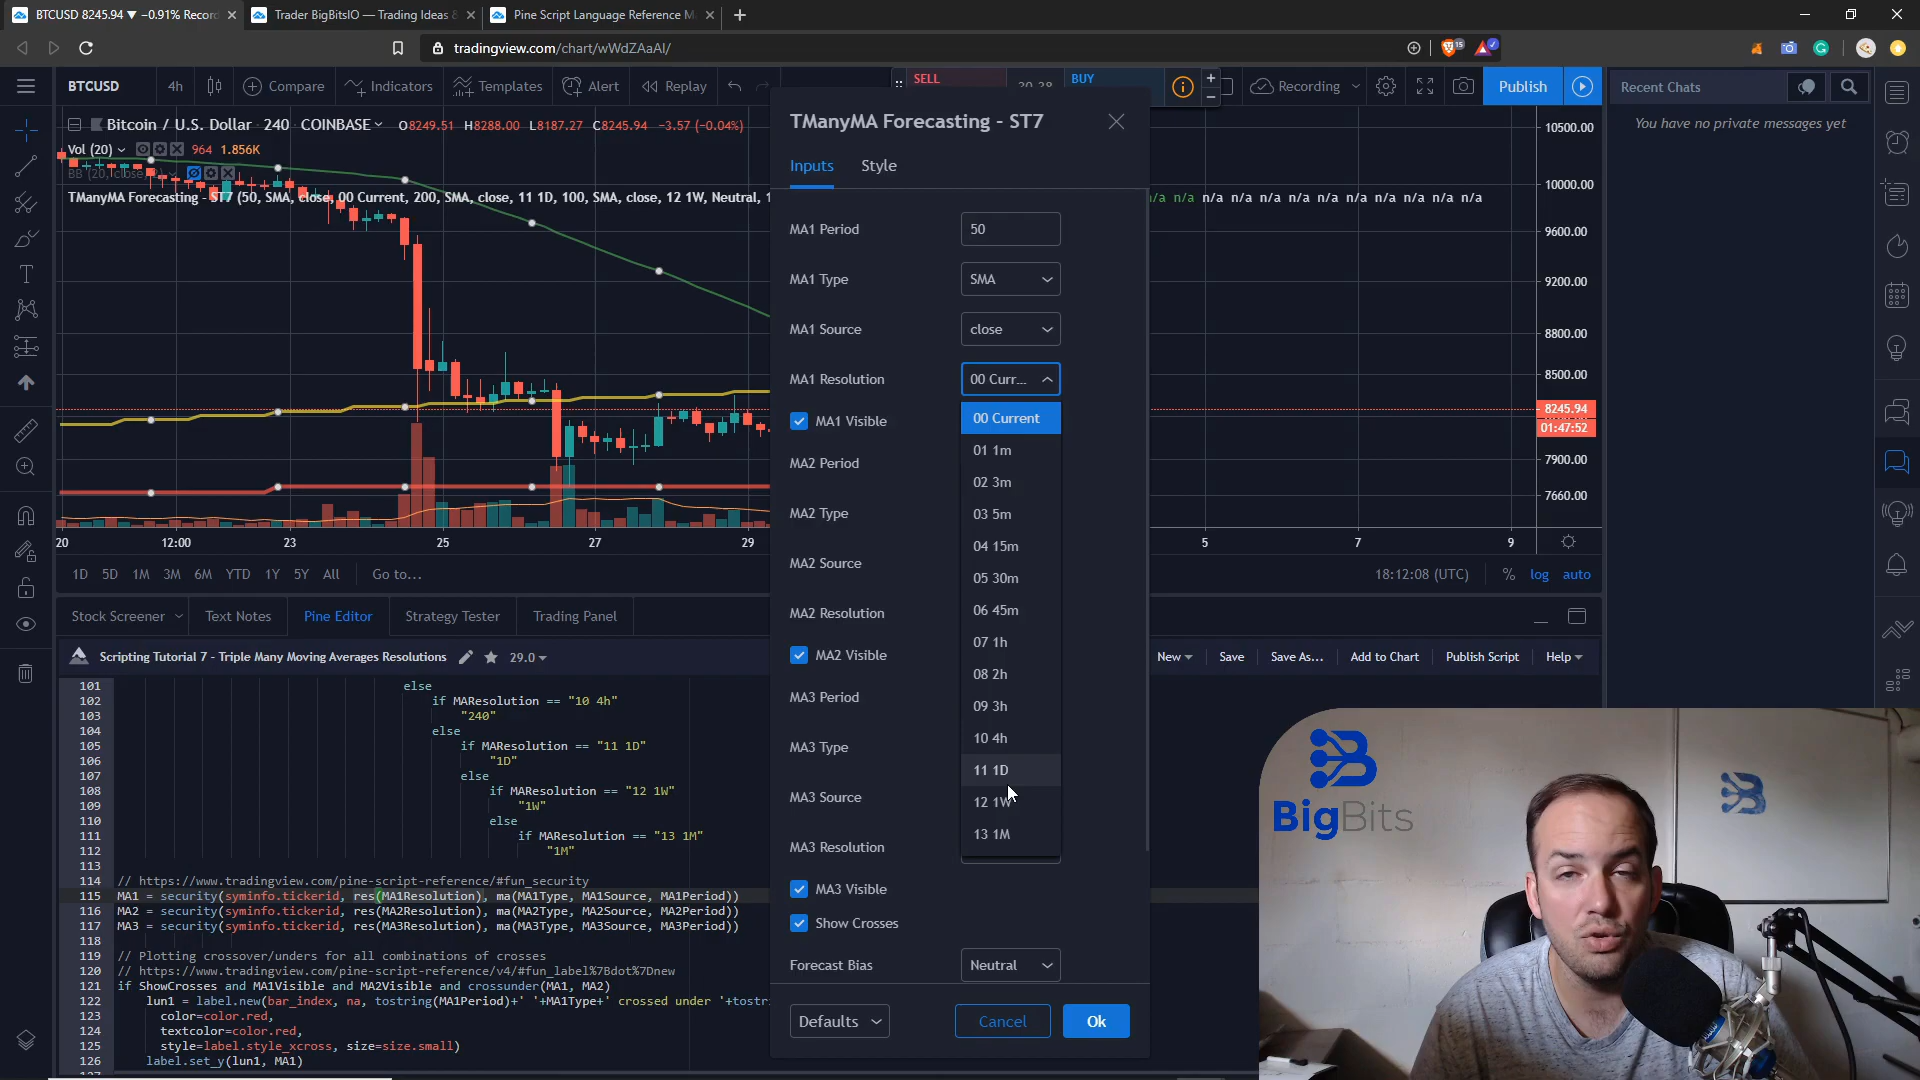 BTCUSD 8245.94 ▼ −0.91% Record
Trader BigBitsIO — Trading Ideas &
Pine Script Language Reference M
tradingview.com/chart/wWdZAaAI/
15
BTCUSD
4h
Compare
Indicators
Templates
Alert
Replay
SELL
20.28
BUY
Recording
Publish
Recent Chats
You have no private messages yet
Bitcoin / U.S. Dollar · 240 · COINBASE
O8249.51 H8288.00 L8187.27 C8245.94 −3.57 (−0.04%)
Vol (20)
964 1.856K
BB (20, close, 2)
TManyMA Forecasting - ST7 (50, SMA, close, 00 Current, 200, SMA, close, 11 1D, 100, SMA, close, 12 1W, Neutral, 1
/a n/a n/a n/a n/a n/a n/a n/a n/a n/a n/a n/a
10500.00
10000.00
9600.00
9200.00
8800.00
8500.00
8245.94
01:47:52
7900.00
7660.00
20
12:00
23
25
27
29
5
7
9
1D 5D 1M 3M 6M YTD 1Y 5Y All
Go to...
18:12:08 (UTC)
%
log
auto
Stock Screener
Text Notes
Pine Editor
Strategy Tester
Trading Panel
Scripting Tutorial 7 - Triple Many Moving Averages Resolutions
29.0
New
Save
Save As...
Add to Chart
Publish Script
Help
101 else
102 if MAResolution == "10 4h"
103 "240"
104 else
105 if MAResolution == "11 1D"
106 "1D"
107 else
108 if MAResolution == "12 1W"
109 "1W"
110 else
111 if MAResolution == "13 1M"
112 "1M"
113
114 // https://www.tradingview.com/pine-script-reference/#fun_security
115 MA1 = security(syminfo.tickerid, res(MA1Resolution), ma(MA1Type, MA1Source, MA1Period))
116 MA2 = security(syminfo.tickerid, res(MA2Resolution), ma(MA2Type, MA2Source, MA2Period))
117 MA3 = security(syminfo.tickerid, res(MA3Resolution), ma(MA3Type, MA3Source, MA3Period))
118
119 // Plotting crossover/unders for all combinations of crosses
120 // https://www.tradingview.com/pine-script-reference/v4/#fun_label%7Bdot%7Dnew
121 if ShowCrosses and MA1Visible and MA2Visible and crossunder(MA1, MA2)
122 lun1 = label.new(bar_index, na, tostring(MA1Period)+' '+MA1Type+' crossed under '+tostri
123 color=color.red,
124 textcolor=color.red,
125 style=label.style_xcross, size=size.small)
126 label.set_y(lun1, MA1)
TManyMA Forecasting - ST7
Inputs
Style
MA1 Period
50
MA1 Type
SMA
MA1 Source
close
MA1 Resolution
00 Curr...
MA1 Visible
MA2 Period
MA2 Type
MA2 Source
MA2 Resolution
MA2 Visible
MA3 Period
MA3 Type
MA3 Source
MA3 Resolution
MA3 Visible
Show Crosses
Forecast Bias
Neutral
00 Current
01 1m
02 3m
03 5m
04 15m
05 30m
06 45m
07 1h
08 2h
09 3h
10 4h
11 1D
12 1W
13 1M
Defaults
Cancel
Ok
BigBits